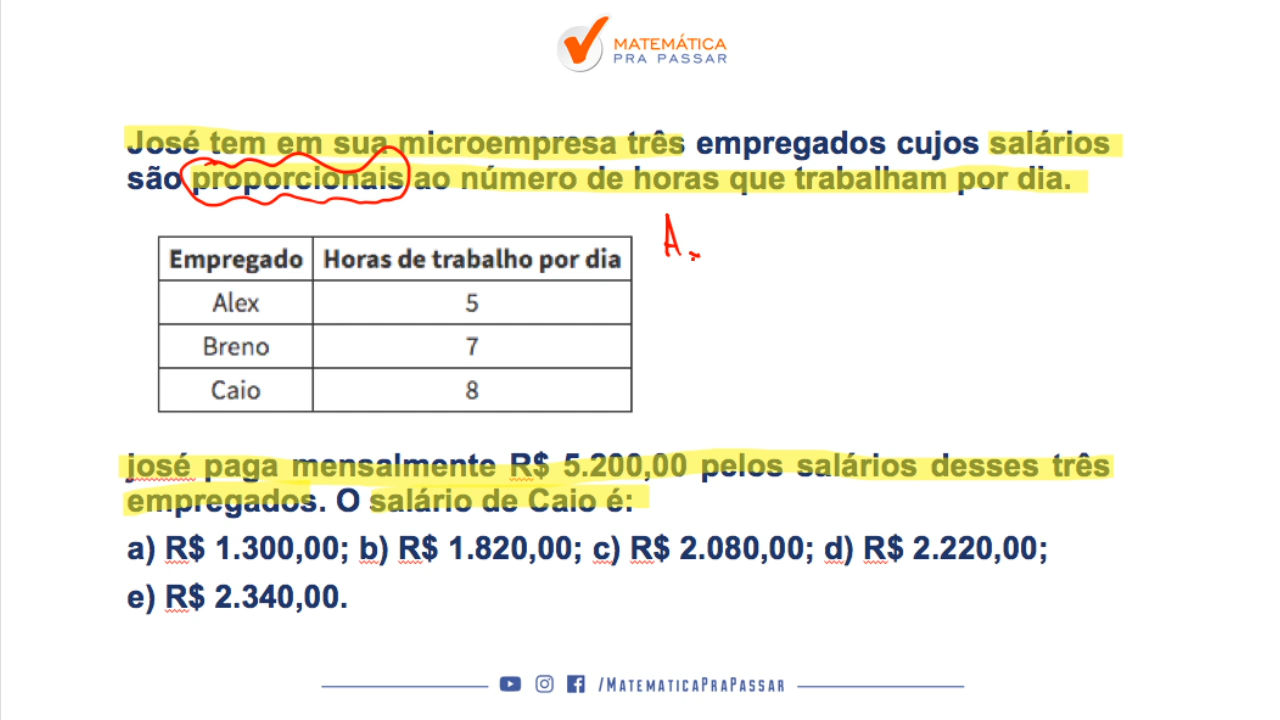 MATEMÁTICA
PRA PASSAR
José tem em sua microempresa três empregados cujos salários
são proporcionais ao número de horas que trabalham por dia.
A.
Empregado Horas de trabalho por dia
Alex 5
Breno 7
Caio 8
josé paga mensalmente R$ 5.200,00 pelos salários desses três
empregados. O salário de Caio é:
a) R$ 1.300,00; b) R$ 1.820,00; c) R$ 2.080,00; d) R$ 2.220,00;
e) R$ 2.340,00.
/MATEMATICAPRAPASSAR